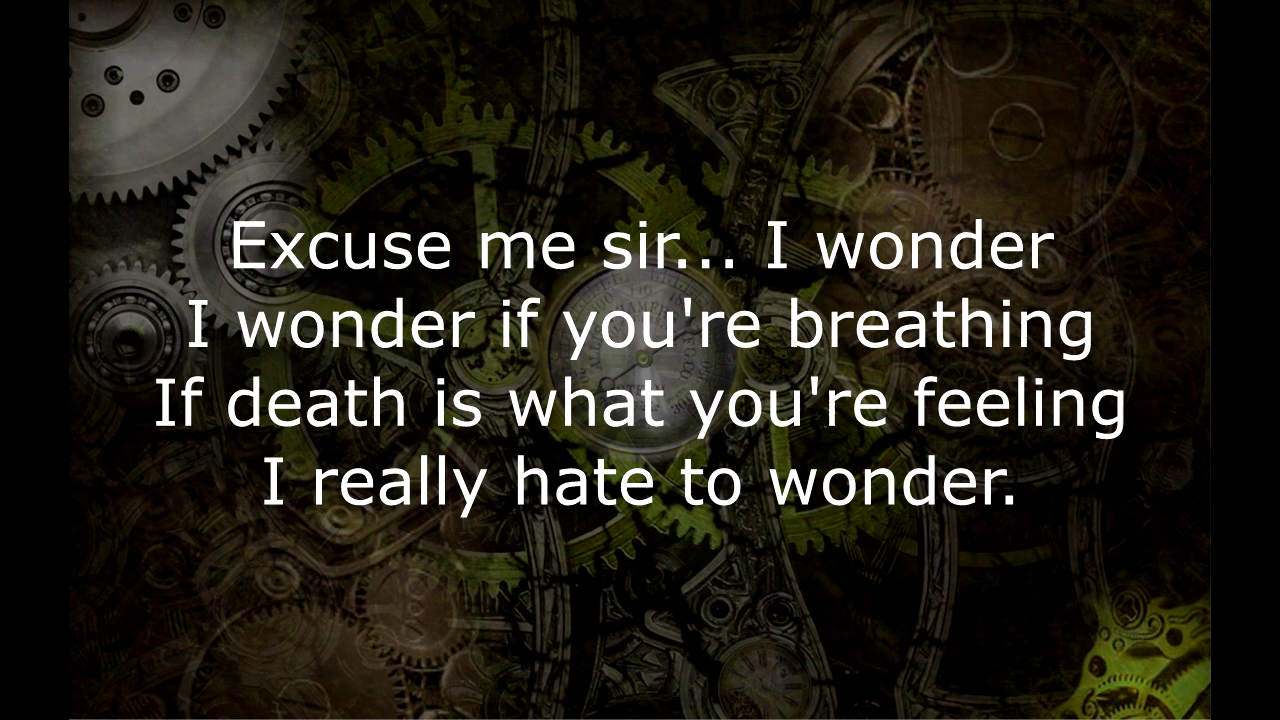 Excuse me sir... I wonder
I wonder if you're breathing
If death is what you're feeling
I really hate to wonder.